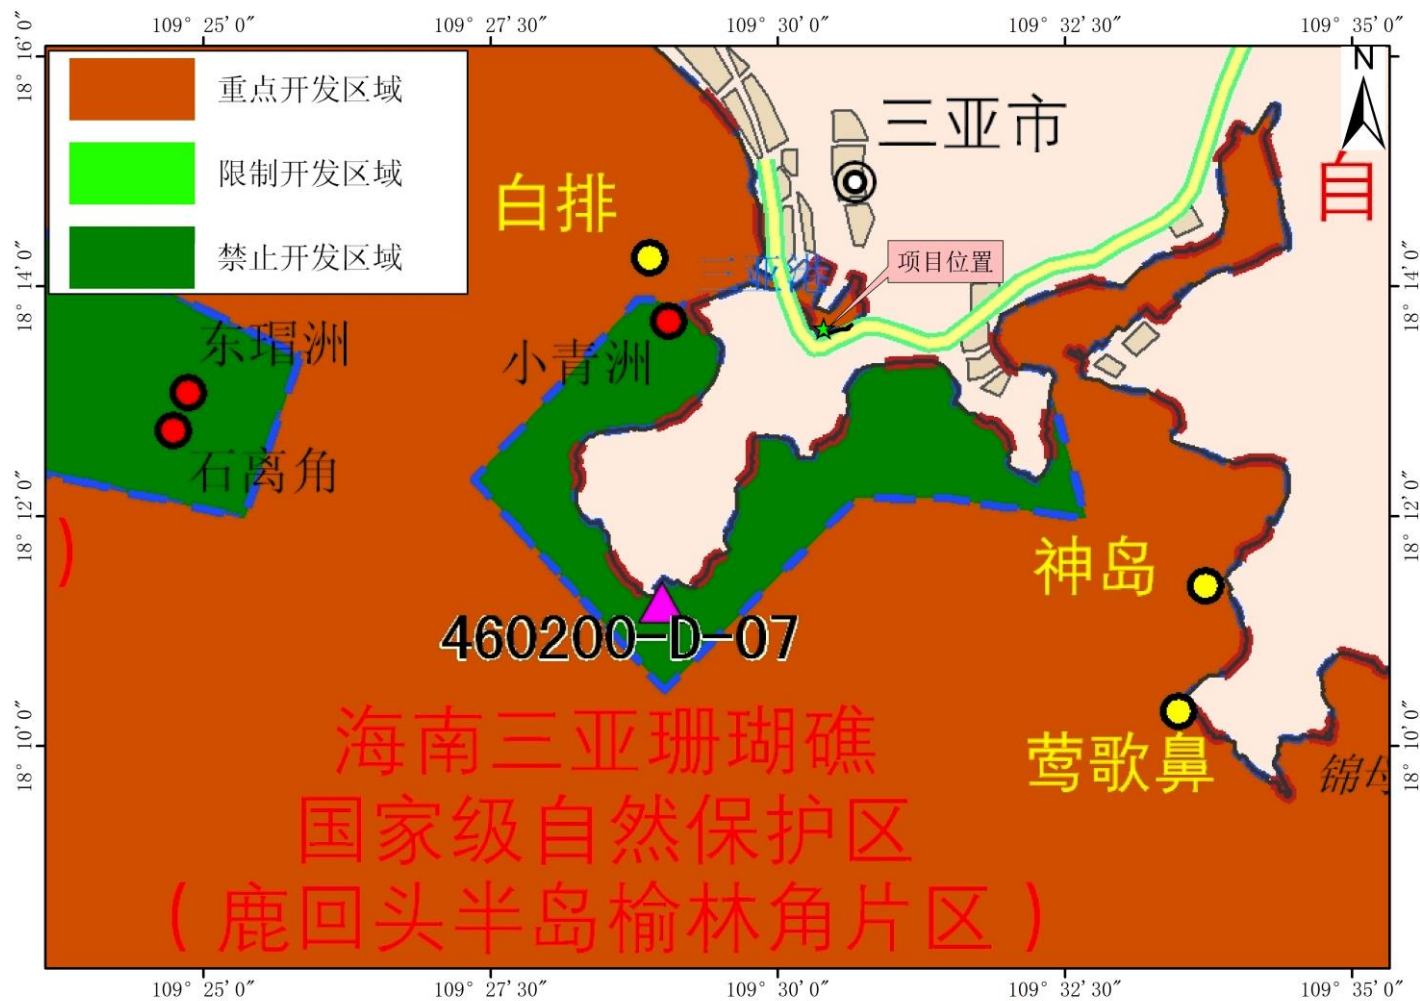 109° 25′ 0″
109° 27′ 30″
109° 30′ 0″
109° 32′ 30″
109° 35′ 0″
18° 16′ 0″
N
重点开发区域
限制开发区域
禁止开发区域
三亚市
自
白排
三亚港
项目位置
18° 14′ 0″
18° 14′ 0″
东瑁洲
小青洲
石离角
18° 12′ 0″
18° 12′ 0″
)
神岛
460200-D-07
18° 10′ 0″
18° 10′ 0″
海南三亚珊瑚礁
国家级自然保护区
(鹿回头半岛榆林角片区)
莺歌鼻
锦母
109° 25′ 0″
109° 27′ 30″
109° 30′ 0″
109° 32′ 30″
109° 35′ 0″